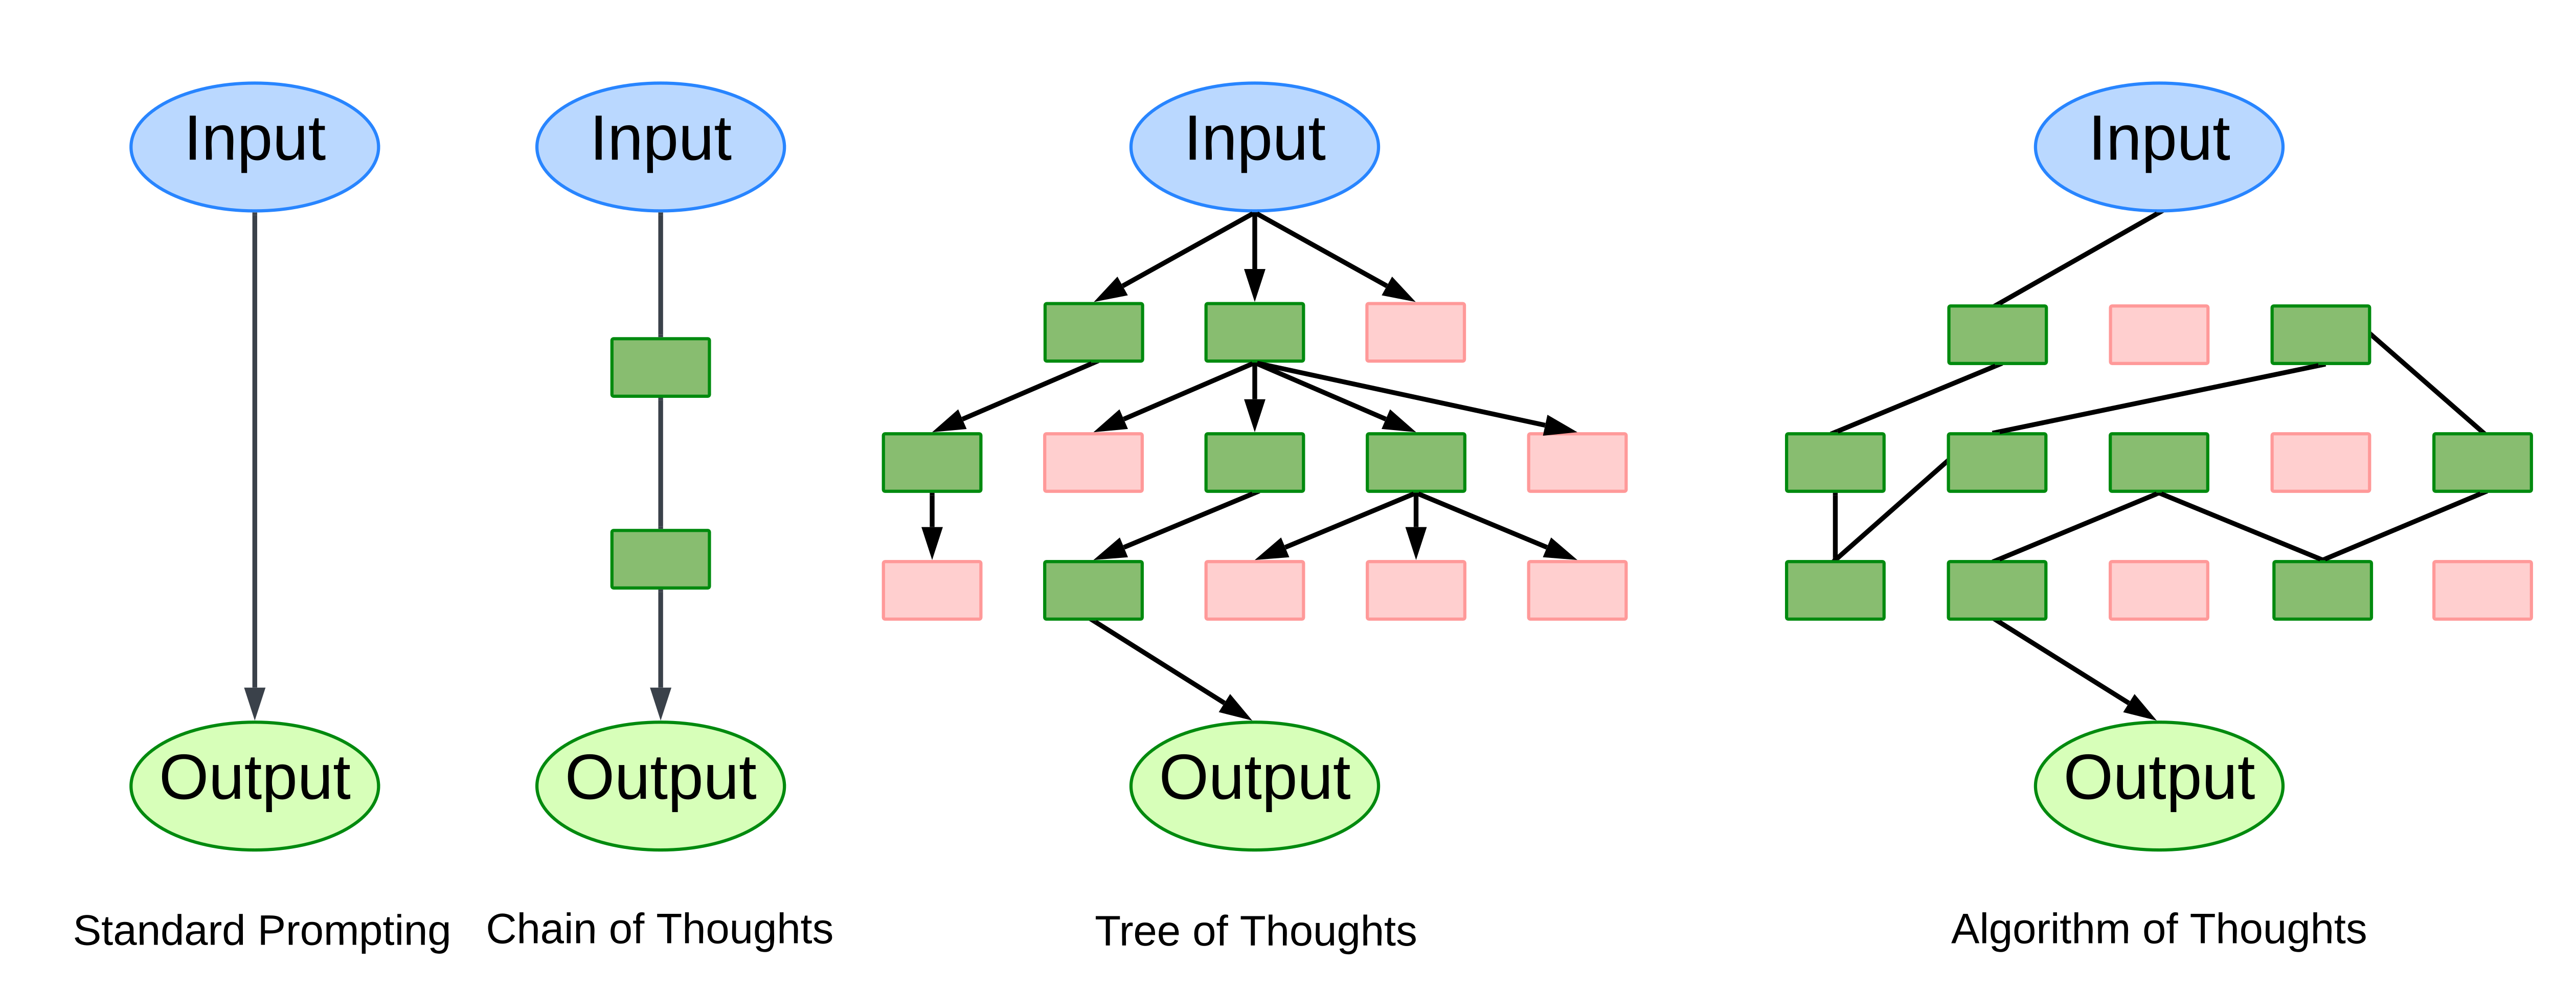 Input
Input
Input
Input
Output
Output
Output
Output
Standard Prompting
Chain of Thoughts
Tree of Thoughts
Algorithm of Thoughts